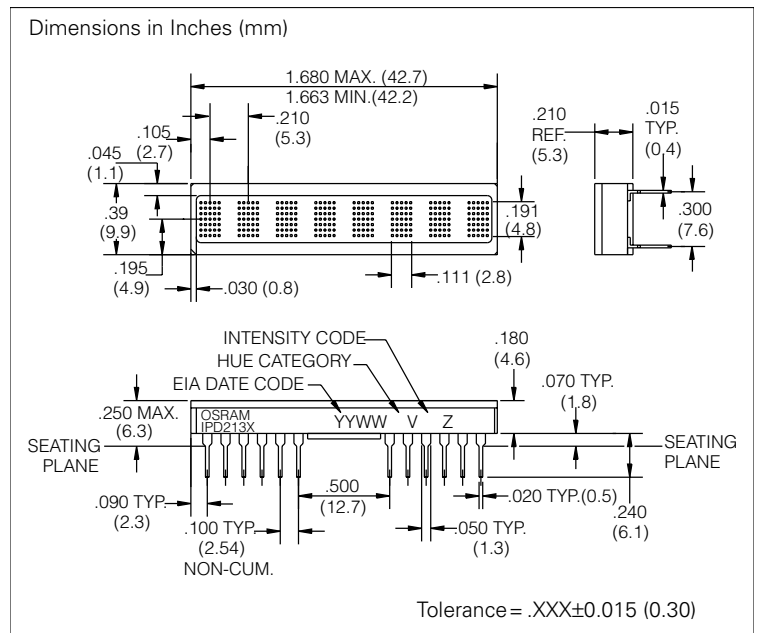 Dimensions in Inches (mm)
1.680 MAX. (42.7)
1.663 MIN.(42.2)
.210
(5.3)
.105
(2.7)
.045
(1.1)
.39
(9.9)
.195
(4.9)
.030 (0.8)
.111 (2.8)
.191
(4.8)
.210
REF.
(5.3)
.015
TYP.
(0.4)
.300
(7.6)
INTENSITY CODE
HUE CATEGORY
EIA DATE CODE
.180
(4.6)
.070 TYP.
(1.8)
.250 MAX.
(6.3)
OSRAM
IPD213X
YYWW V Z
SEATING
PLANE
SEATING
PLANE
.090 TYP.
(2.3)
.100 TYP.
(2.54)
NON-CUM.
.500
(12.7)
.050 TYP.
(1.3)
.020 TYP.(0.5)
.240
(6.1)
Tolerance = .XXX±0.015 (0.30)